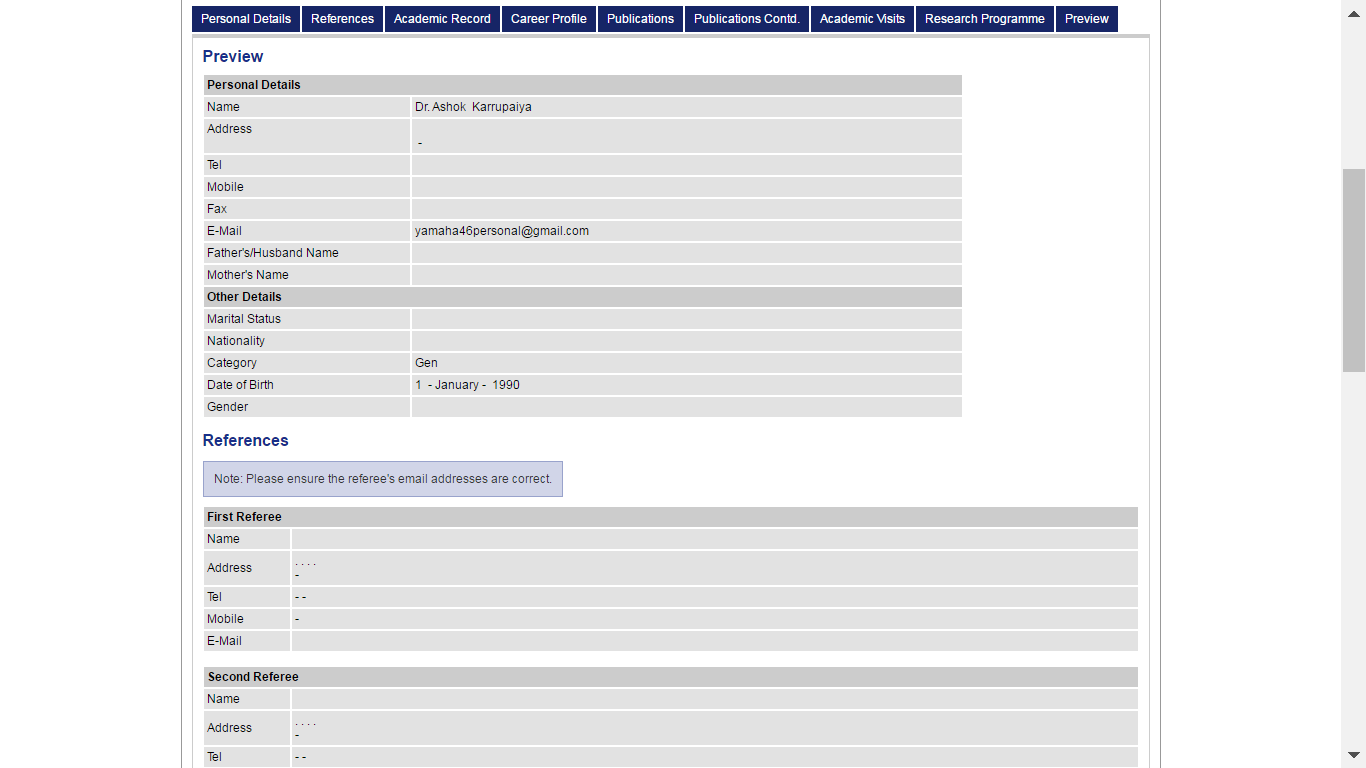 Personal Details References Academic Record Career Profile Publications Publications Contd. Academic Visits Research Programme Preview
Preview
Personal Details
Name Dr. Ashok Karrupaiya
Address
-
Tel
Mobile
Fax
E-Mail yamaha46personal@gmail.com
Father's/Husband Name
Mother's Name
Other Details
Marital Status
Nationality
Category Gen
Date of Birth 1 - January - 1990
Gender
References
Note: Please ensure the referee's email addresses are correct.
First Referee
Name
Address . . . .
-
Tel - -
Mobile -
E-Mail
Second Referee
Name
Address . . . .
-
Tel - -